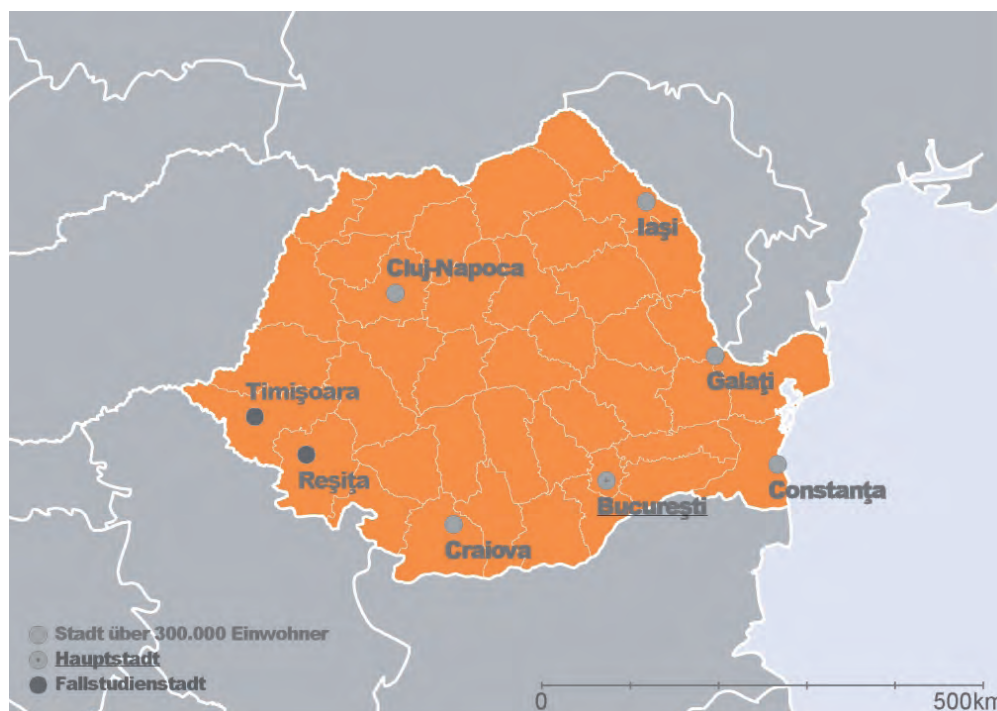 Iaşi
Cluj-Napoca
Galaţi
Timişoara
Reşiţa
Constanţa
Bucureşti
Craiova
Stadt über 300.000 Einwohner
Hauptstadt
Fallstudienstadt
0
500km